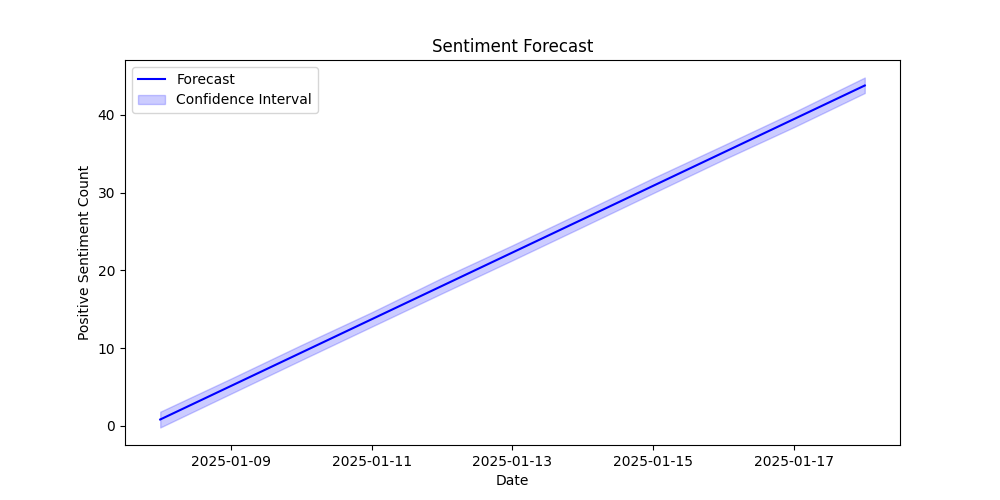 Sentiment Forecast
Forecast
Confidence Interval
Positive Sentiment Count
40
30
20
10
0
2025-01-09
2025-01-11
2025-01-13
2025-01-15
2025-01-17
Date